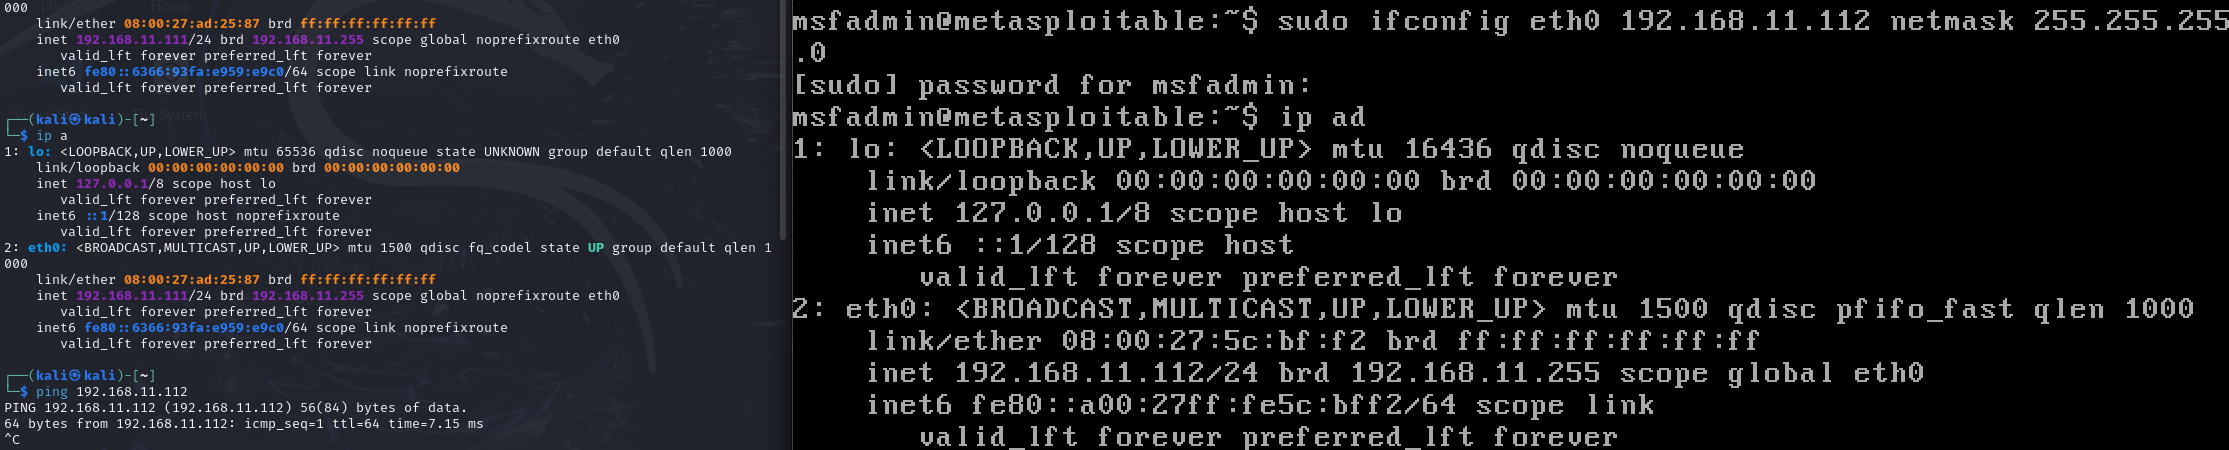 000
    link/ether 08:00:27:ad:25:87 brd ff:ff:ff:ff:ff:ff
    inet 192.168.11.111/24 brd 192.168.11.255 scope global noprefixroute eth0
       valid_lft forever preferred_lft forever
    inet6 fe80::6366:93fa:e959:e9c0/64 scope link noprefixroute
       valid_lft forever preferred_lft forever
┌──(kali㉿kali)-[~]
└─$ ip a
1: lo: <LOOPBACK,UP,LOWER_UP> mtu 65536 qdisc noqueue state UNKNOWN group default qlen 1000
    link/loopback 00:00:00:00:00:00 brd 00:00:00:00:00:00
    inet 127.0.0.1/8 scope host lo
       valid_lft forever preferred_lft forever
    inet6 ::1/128 scope host noprefixroute
       valid_lft forever preferred_lft forever
2: eth0: <BROADCAST,MULTICAST,UP,LOWER_UP> mtu 1500 qdisc fq_codel state UP group default qlen 1
000
    link/ether 08:00:27:ad:25:87 brd ff:ff:ff:ff:ff:ff
    inet 192.168.11.111/24 brd 192.168.11.255 scope global noprefixroute eth0
       valid_lft forever preferred_lft forever
    inet6 fe80::6366:93fa:e959:e9c0/64 scope link noprefixroute
       valid_lft forever preferred_lft forever
┌──(kali㉿kali)-[~]
└─$ ping 192.168.11.112
PING 192.168.11.112 (192.168.11.112) 56(84) bytes of data.
64 bytes from 192.168.11.112: icmp_seq=1 ttl=64 time=7.15 ms
^C
Home
System
msfadmin@metasploitable:~$ sudo ifconfig eth0 192.168.11.112 netmask 255.255.255
.0
[sudo] password for msfadmin:
msfadmin@metasploitable:~$ ip ad
1: lo: <LOOPBACK,UP,LOWER_UP> mtu 16436 qdisc noqueue
    link/loopback 00:00:00:00:00:00 brd 00:00:00:00:00:00
    inet 127.0.0.1/8 scope host lo
    inet6 ::1/128 scope host
       valid_lft forever preferred_lft forever
2: eth0: <BROADCAST,MULTICAST,UP,LOWER_UP> mtu 1500 qdisc pfifo_fast qlen 1000
    link/ether 08:00:27:5c:bf:f2 brd ff:ff:ff:ff:ff:ff
    inet 192.168.11.112/24 brd 192.168.11.255 scope global eth0
    inet6 fe80::a00:27ff:fe5c:bff2/64 scope link
       valid_lft forever preferred_lft forever